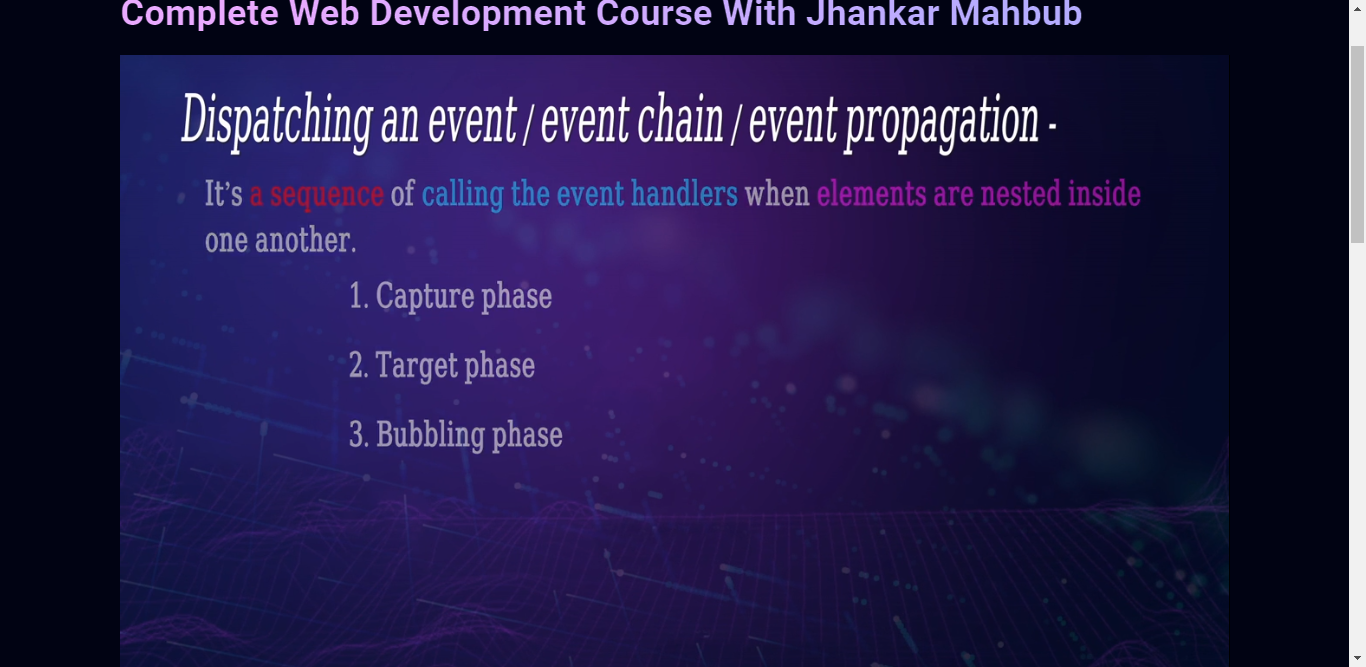 Complete Web Development Course With Jhankar Mahbub
Dispatching an event / event chain / event propagation -
It’s a sequence of calling the event handlers when elements are nested inside
one another.
1. Capture phase
2. Target phase
3. Bubbling phase